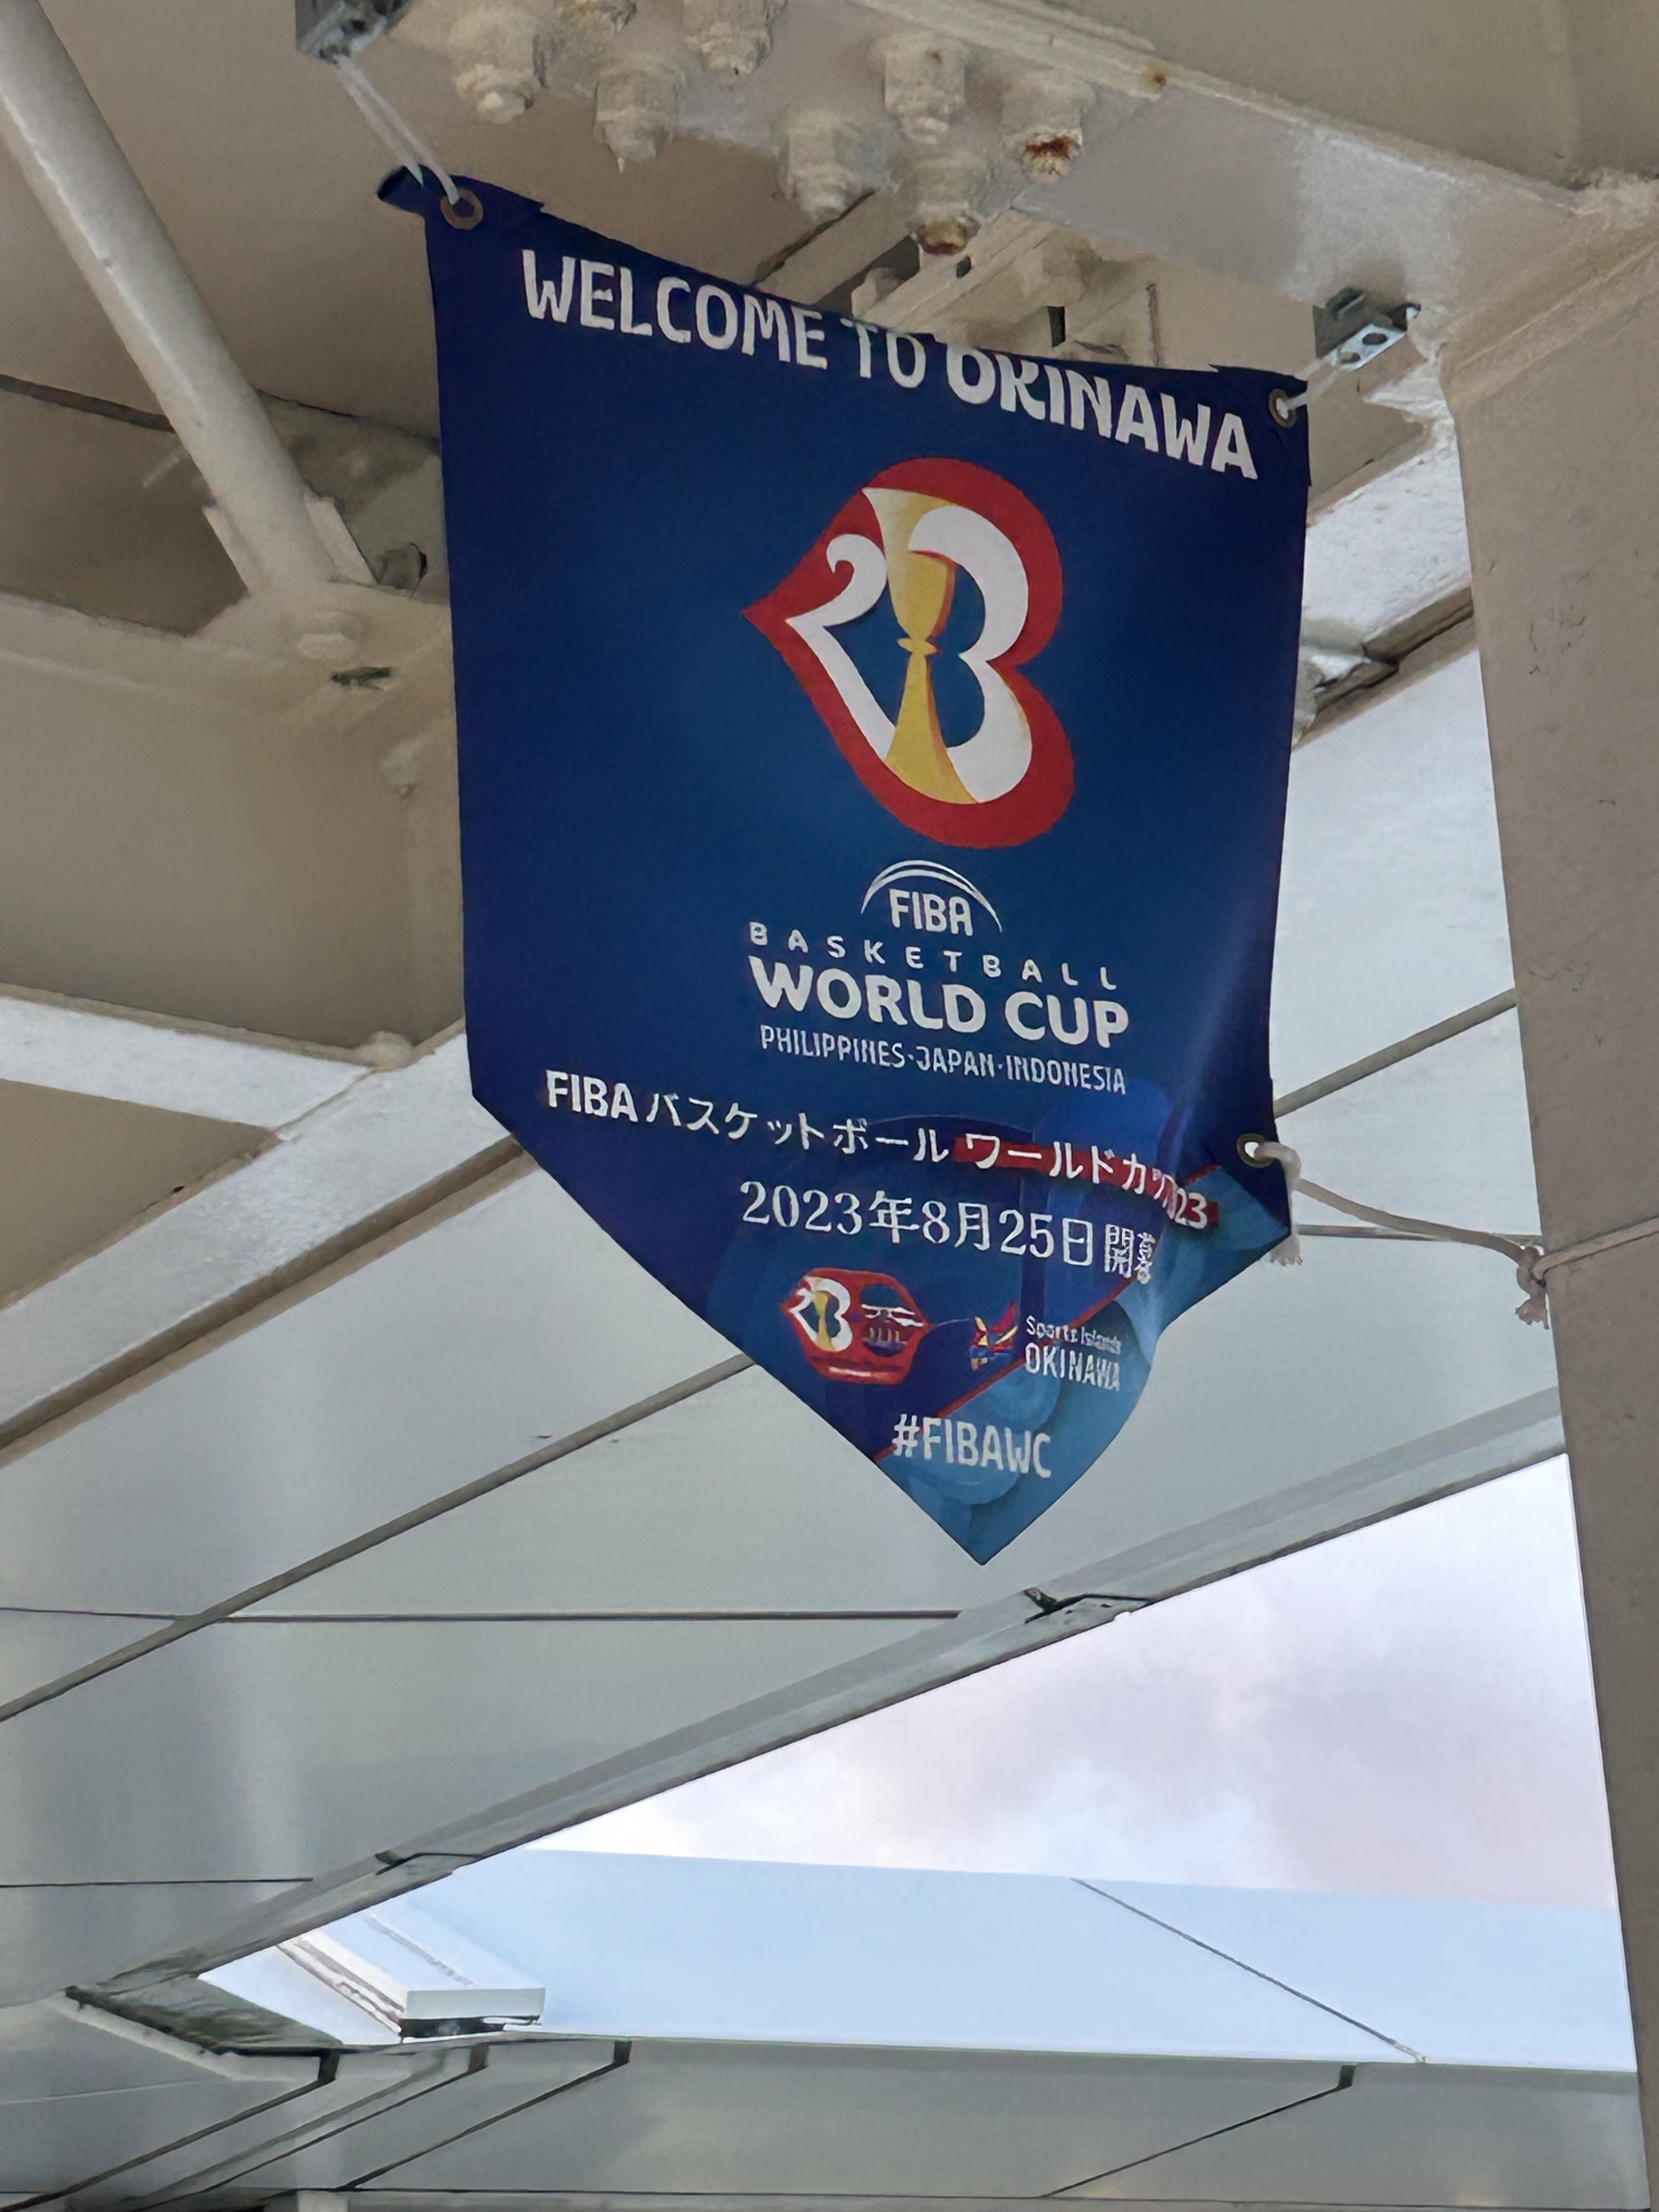 WELCOME TO OKINAWA
FIBA
BASKETBALL
WORLD CUP
PHILIPPINES·JAPAN·INDONESIA
FIBA バスケットボール ワールドカップ2023
2023年8月25日開幕
Sports Islands
OKINAWA
#FIBAWC